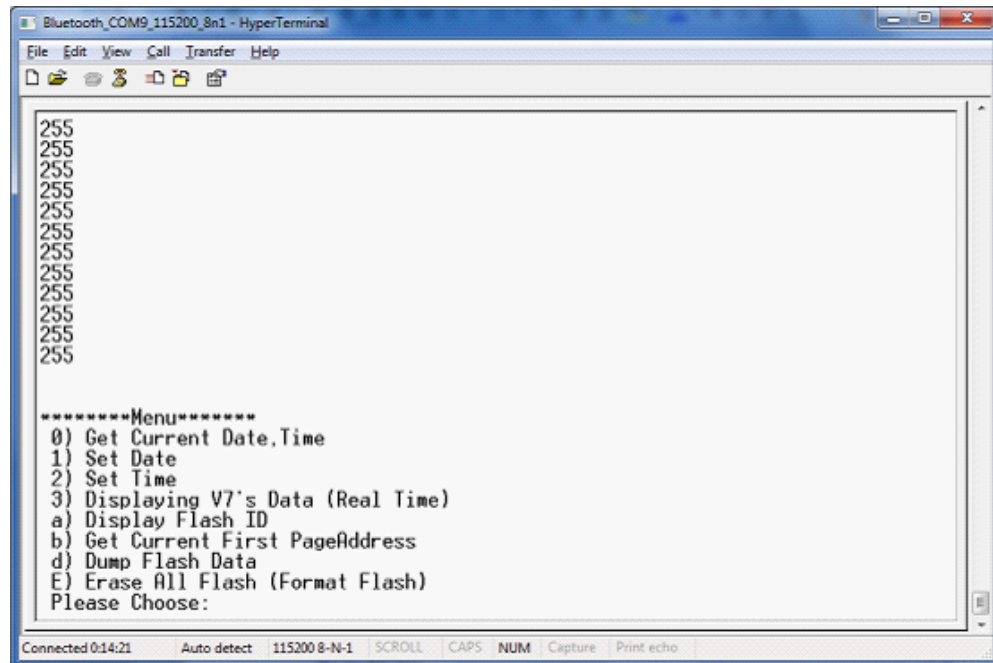 Bluetooth_COM9_115200_8n1 - HyperTerminal
File Edit View Call Transfer Help
255
255
255
255
255
255
255
255
255
255
255
255
********Menu*******
0) Get Current Date,Time
1) Set Date
2) Set Time
3) Displaying V7's Data (Real Time)
a) Display Flash ID
b) Get Current First PageAddress
d) Dump Flash Data
E) Erase All Flash (Format Flash)
Please Choose:
Connected 0:14:21 Auto detect 115200 8-N-1 SCROLL CAPS NUM Capture Print echo